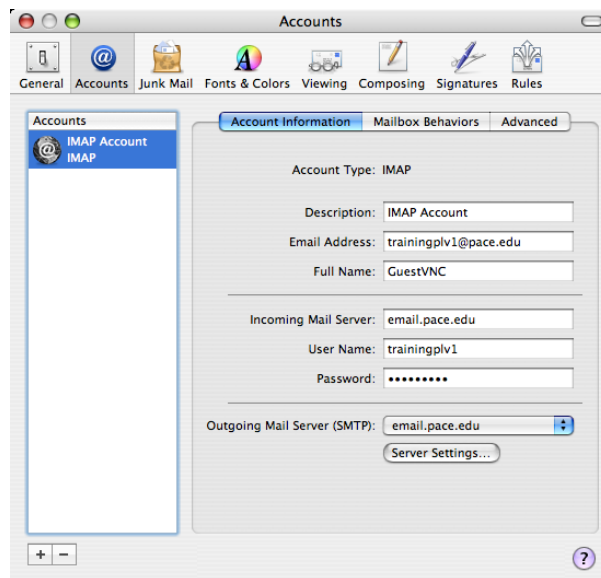 Accounts
General Accounts Junk Mail Fonts & Colors Viewing Composing Signatures Rules
Accounts
IMAP Account
IMAP
Account Information Mailbox Behaviors Advanced
Account Type: IMAP
Description: IMAP Account
Email Address: trainingplv1@pace.edu
Full Name: GuestVNC
Incoming Mail Server: email.pace.edu
User Name: trainingplv1
Password: •••••••••
Outgoing Mail Server (SMTP): email.pace.edu
Server Settings...
+ − ?